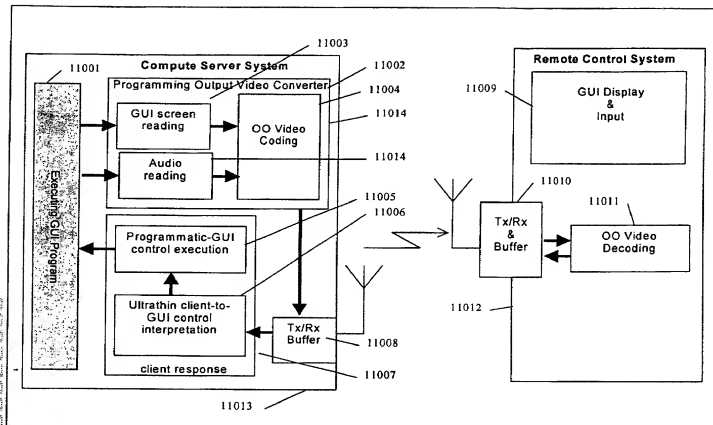 Compute Server System
11001
11003
11002
11004
11014
Programming Output Video Converter
GUI screen
reading
OO Video
Coding
Audio
reading
11014
11005
11006
Executing GUI Program
Programmatic-GUI
control execution
Ultrathin client-to-
GUI control
interpretation
client response
Tx/Rx
Buffer
11008
11007
11013
Remote Control System
11009
GUI Display
&
Input
11010
11011
Tx/Rx
&
Buffer
OO Video
Decoding
11012